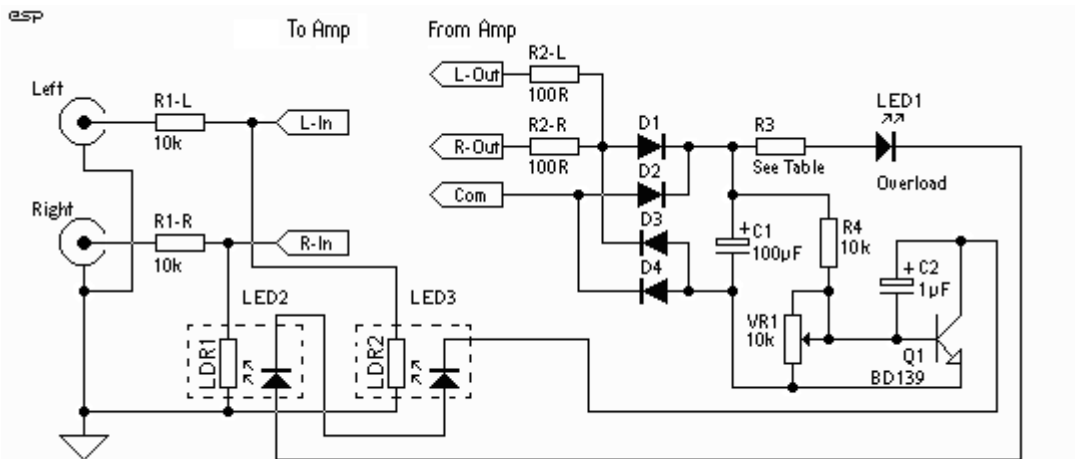 esp
To Amp
From Amp
Left
R1-L
10k
L-In
Right
R1-R
10k
R-In
LED2
LED3
LDR1
LDR2
L-Out
R2-L
100R
R-Out
R2-R
100R
Com
D1
D2
D3
D4
R3
See Table
LED1
Overload
+
C1
100µF
R4
10k
+
C2
1µF
VR1
10k
Q1
BD139